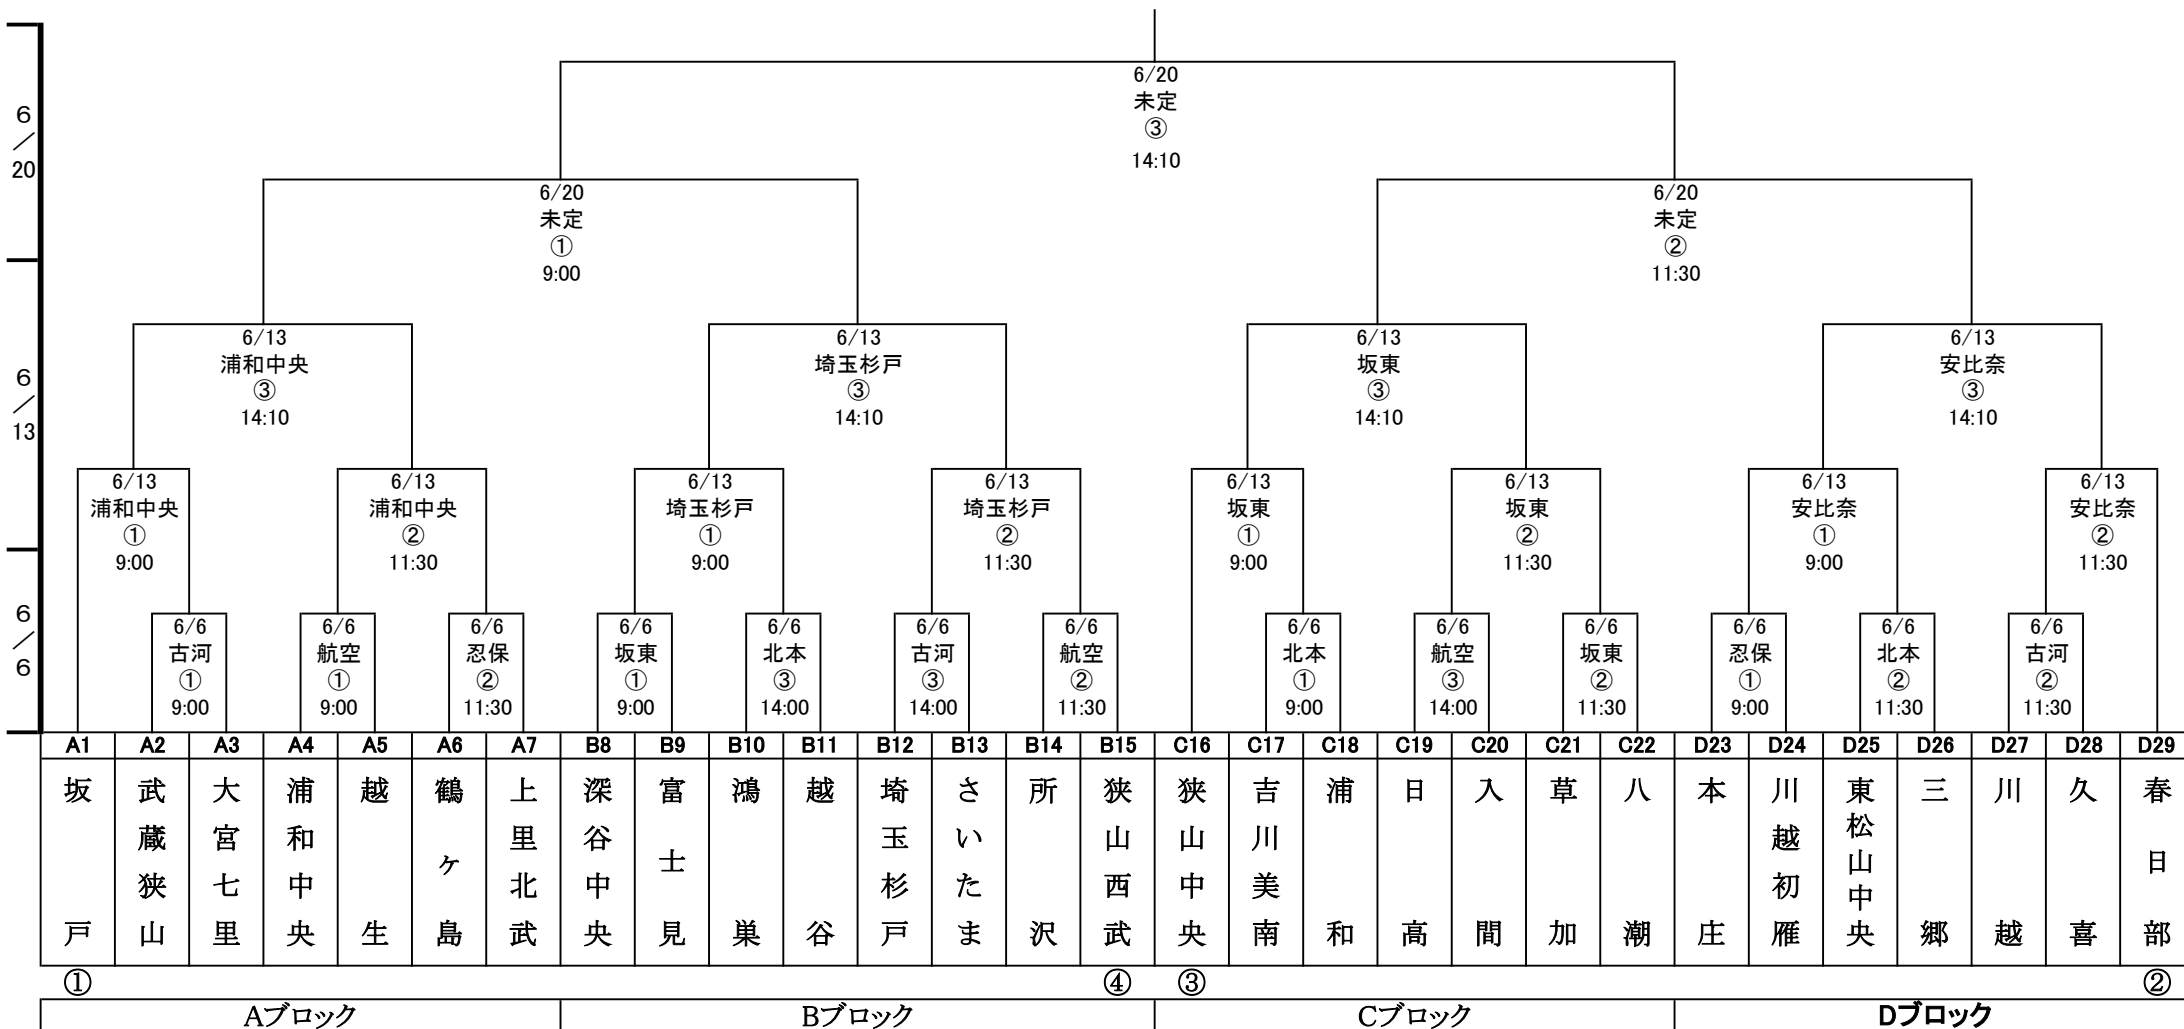 6/20
未定
③
14:10
6/20
6/20 6/20
未定 未定
① ②
9:00 11:30
6/13
6/13 6/13 6/13 6/13
浦和中央 埼玉杉戸 坂東 安比奈
③ ③ ③ ③
14:10 14:10 14:10 14:10
6/13 6/13 6/13 6/13 6/13 6/13 6/13 6/13
浦和中央 浦和中央 埼玉杉戸 埼玉杉戸 坂東 坂東 安比奈 安比奈
① ② ① ② ① ② ① ②
9:00 11:30 9:00 11:30 9:00 11:30 9:00 11:30
6/6
6/6 6/6 6/6 6/6 6/6 6/6 6/6 6/6 6/6 6/6 6/6 6/6 6/6
古河 航空 忍保 坂東 北本 古河 航空 北本 航空 坂東 忍保 北本 古河
① ① ② ① ③ ③ ② ① ③ ② ① ② ②
9:00 9:00 11:30 9:00 14:00 14:00 11:30 9:00 14:00 11:30 9:00 11:30 11:30
A1 A2 A3 A4 A5 A6 A7 B8 B9 B10 B11 B12 B13 B14 B15 C16 C17 C18 C19 C20 C21 C22 D23 D24 D25 D26 D27 D28 D29
坂戸 武蔵狭山 大宮七里 浦和中央 越生 鶴ヶ島 上里北武 深谷中央 富士見 鴻巣 越谷 埼玉杉戸 さいたま 所沢 狭山西武 狭山中央 吉川美南 浦和 日高 入間 草加 八潮 本庄 川越初雁 東松山中央 三郷 川越 久喜 春日部
① ④ ③ ②
Aブロック Bブロック Cブロック Dブロック